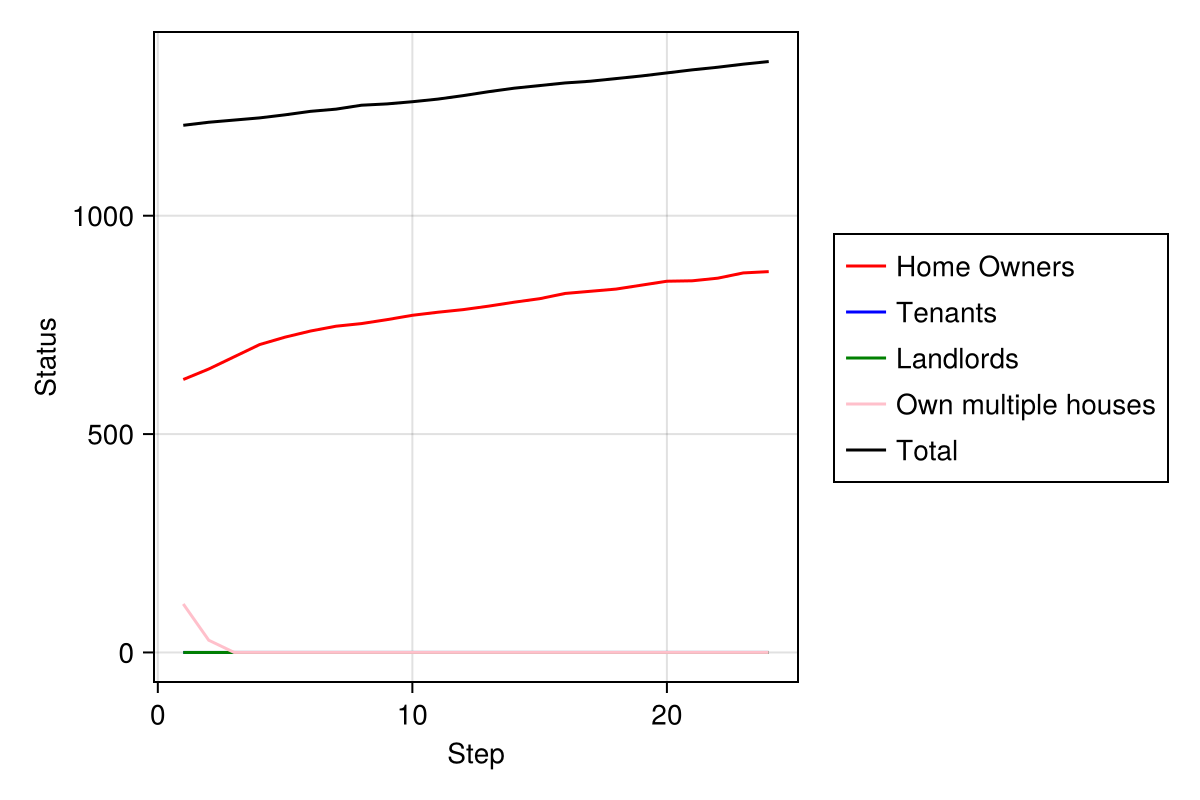 1000
500
0
0
10
20
Status
Step
Home Owners
Tenants
Landlords
Own multiple houses
Total